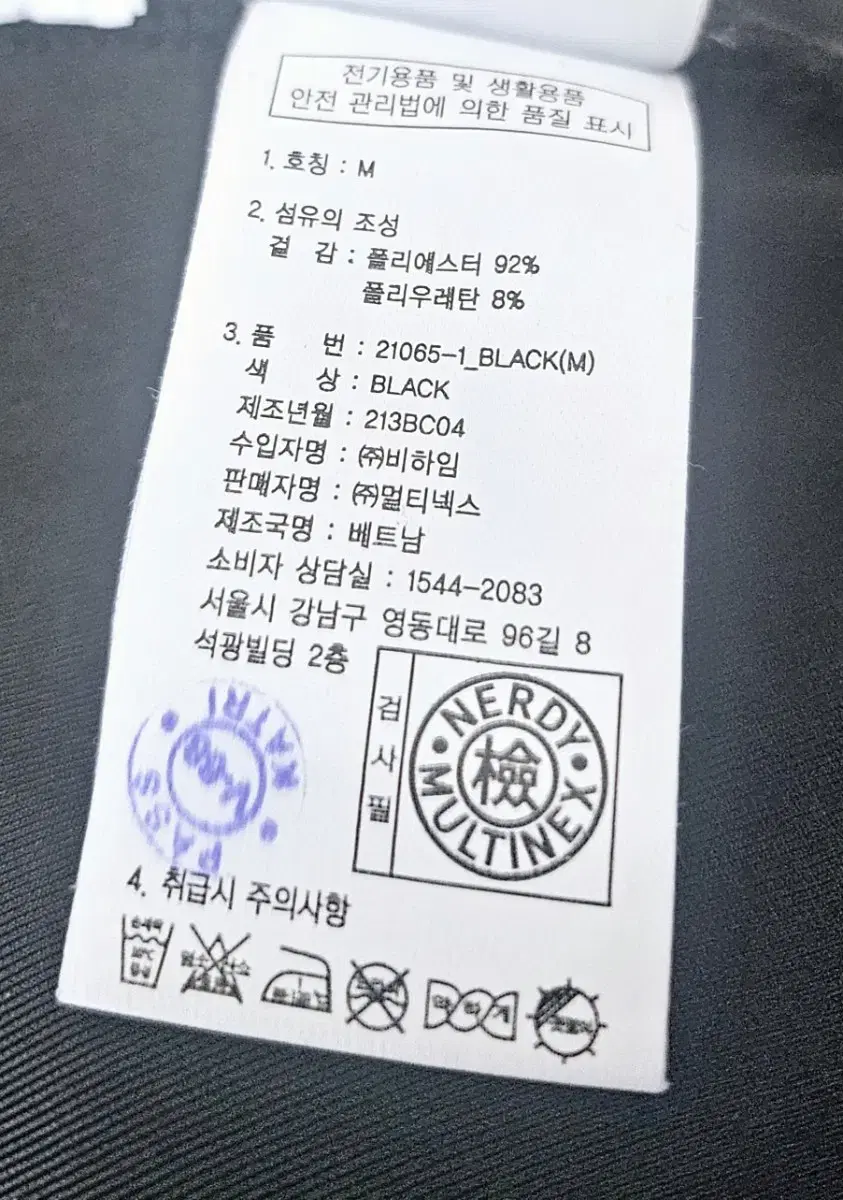 전기용품 및 생활용품
안전 관리법에 의한 품질 표시
1. 호칭 : M
2. 섬유의 조성
겉 감 : 폴리에스터 92%
폴리우레탄 8%
3. 품 번 : 21065-1_BLACK(M)
색 상 : BLACK
제조년월 : 213BC04
수입자명 : ㈜비하임
판매자명 : ㈜멀티넥스
제조국명 : 베트남
소비자 상담실 : 1544-2083
서울시 강남구 영동대로 96길 8
석광빌딩 2층
검사필
NERDY
檢
MULTINEX
KATRI
PASS
4. 취급시 주의사항
약하게